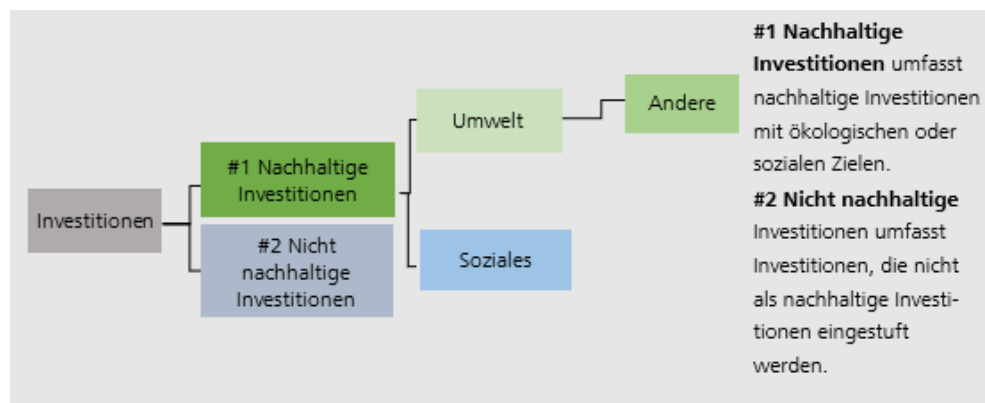 Investitionen
#1 Nachhaltige
Investitionen
#2 Nicht
nachhaltige
Investitionen
Umwelt
Soziales
Andere
#1 Nachhaltige
Investitionen umfasst
nachhaltige Investitionen
mit ökologischen oder
sozialen Zielen.
#2 Nicht nachhaltige
Investitionen umfasst
Investitionen, die nicht
als nachhaltige Investi-
tionen eingestuft
werden.